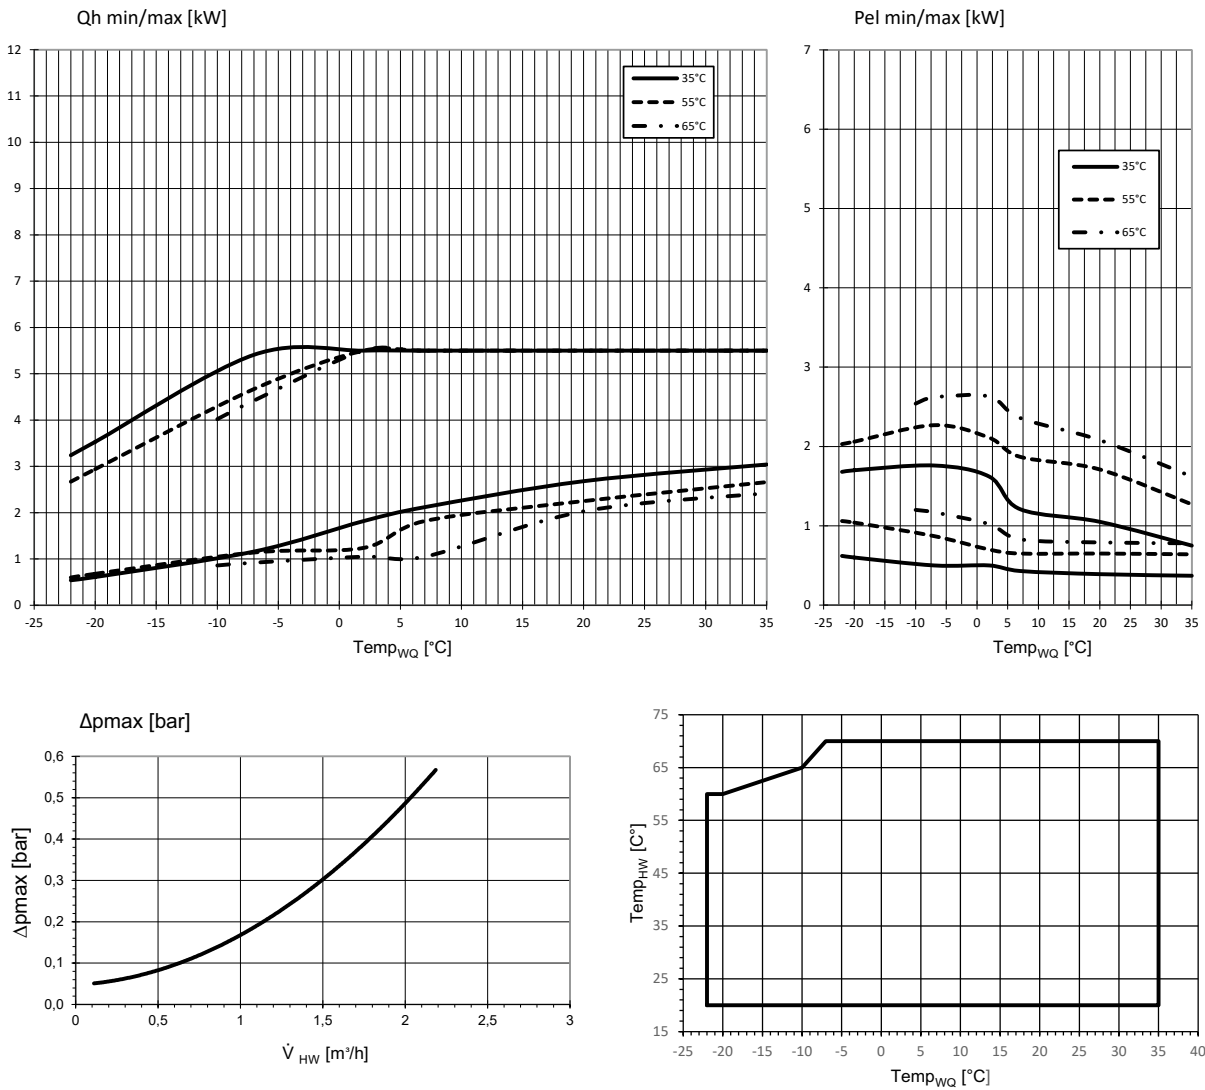 Qh min/max [kW]
12
11
10
9
8
7
6
5
4
3
2
1
0
-25 -20 -15 -10 -5 0 5 10 15 20 25 30 35
35°C
55°C
65°C
TempWQ [°C]
Pel min/max [kW]
7
6
5
4
3
2
1
0
-25 -20 -15 -10 -5 0 5 10 15 20 25 30 35
35°C
55°C
65°C
TempWQ [°C]
Δpmax [bar]
Δpmax [bar]
0,6
0,5
0,4
0,3
0,2
0,1
0,0
0 0,5 1 1,5 2 2,5 3
V̇ HW [m³/h]
TempHW [C°]
75
65
55
45
35
25
15
-25 -20 -15 -10 -5 0 5 10 15 20 25 30 35 40
TempWQ [°C]